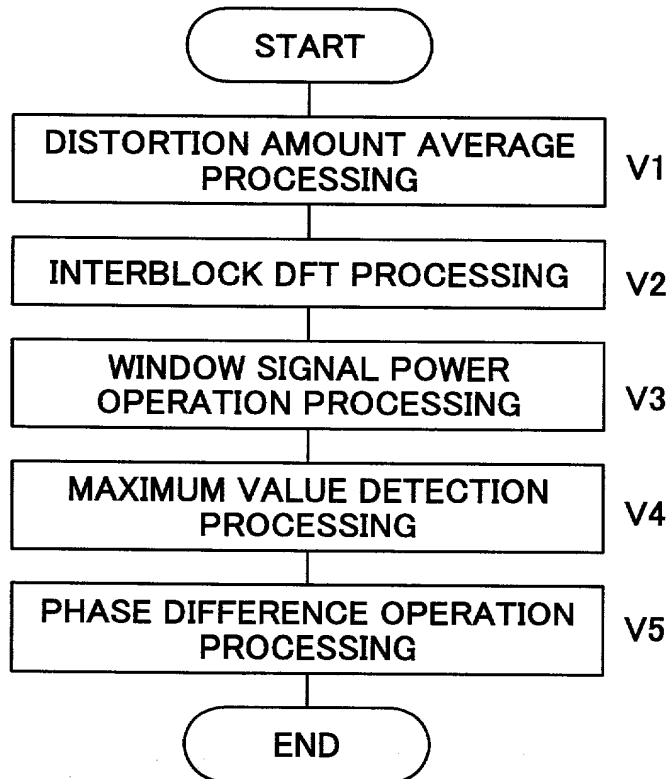 START
DISTORTION AMOUNT AVERAGE
PROCESSING
V1
INTERBLOCK DFT PROCESSING
V2
WINDOW SIGNAL POWER
OPERATION PROCESSING
V3
MAXIMUM VALUE DETECTION
PROCESSING
V4
PHASE DIFFERENCE OPERATION
PROCESSING
V5
END